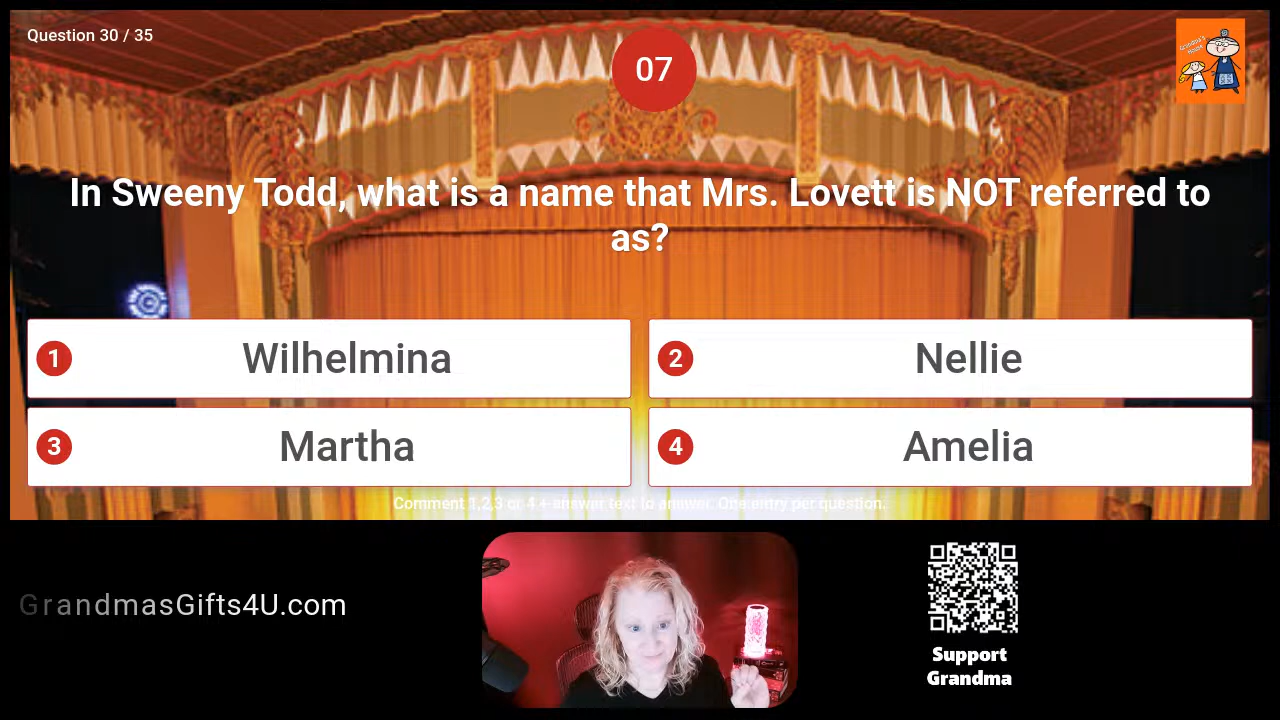 Question 30 / 35
07
Grandma's House
In Sweeny Todd, what is a name that Mrs. Lovett is NOT referred to
as?
1 Wilhelmina
2 Nellie
3 Martha
4 Amelia
Comment 1,2,3 or 4 + answer text to answer. One entry per question.
GrandmasGifts4U.com
Support
Grandma